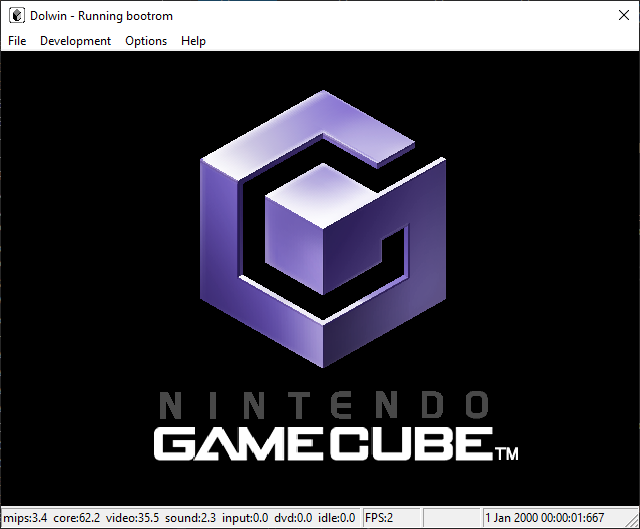 Dolwin - Running bootrom
File Development Options Help
NINTENDO
GAMECUBE™
mips:3.4 core:62.2 video:35.5 sound:2.3 input:0.0 dvd:0.0 idle:0.0 FPS:2 1 Jan 2000 00:00:01:667